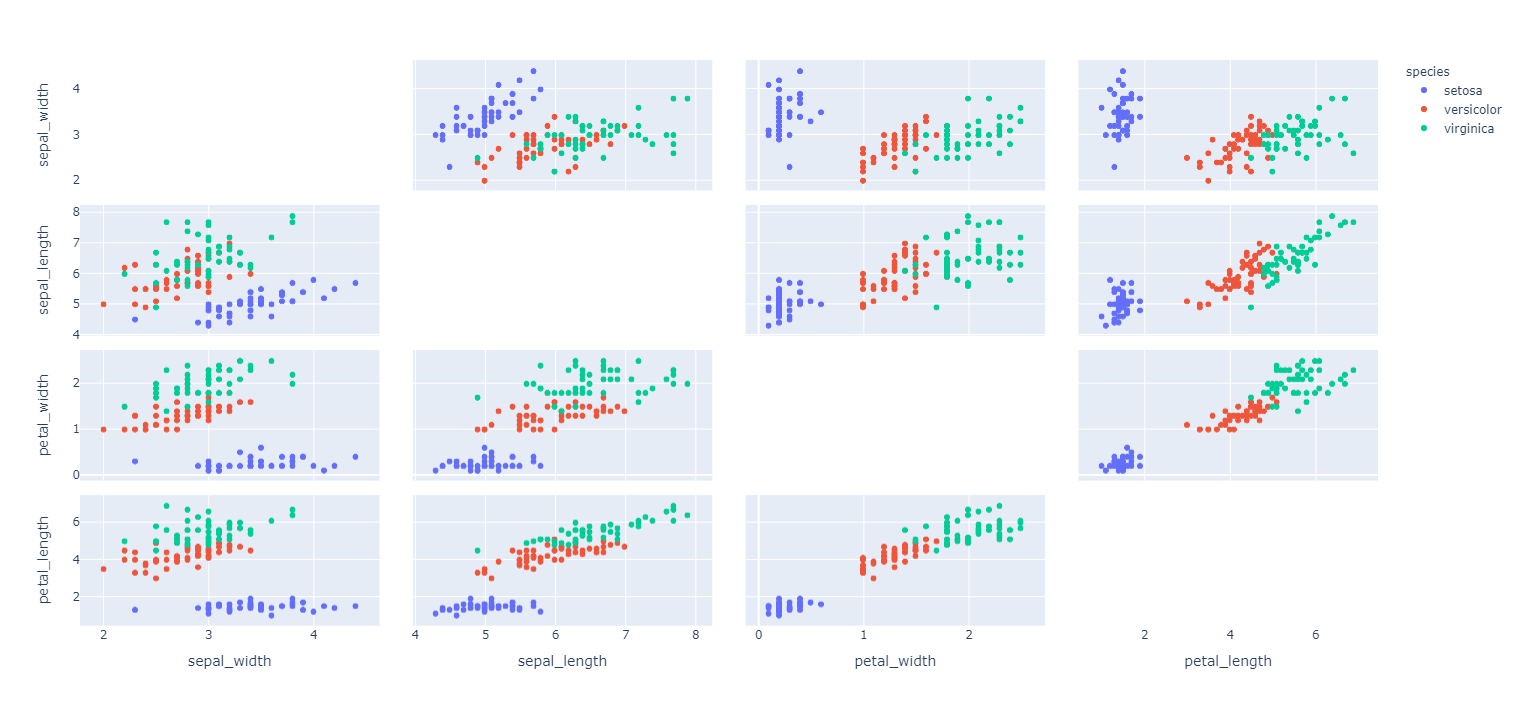 species
setosa
versicolor
virginica
sepal_width
4
3
2
sepal_length
8
7
6
5
4
petal_width
2
1
0
petal_length
6
4
2
2 3 4
4 5 6 7 8
0 1 2
2 4 6
sepal_width
sepal_length
petal_width
petal_length